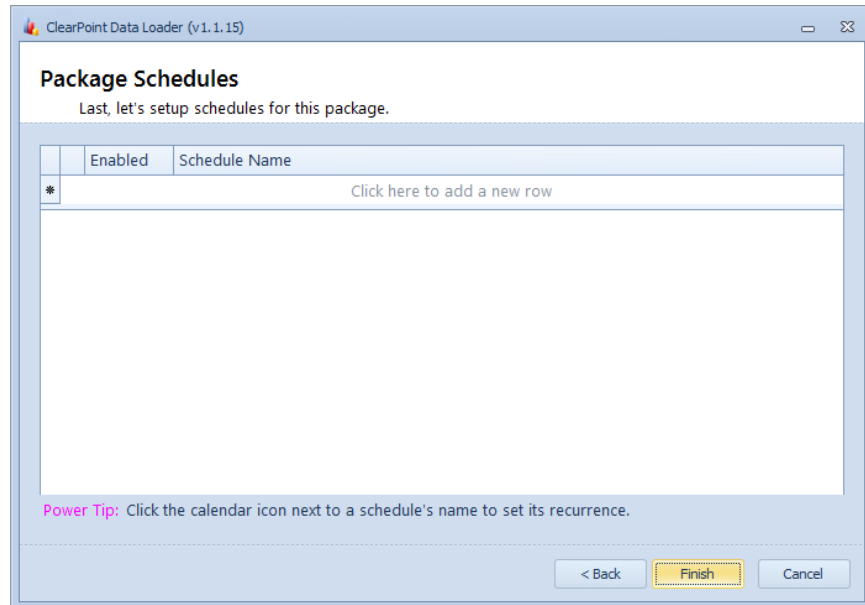 ClearPoint Data Loader (v1.1.15)
Package Schedules
Last, let's setup schedules for this package.
Enabled Schedule Name
Click here to add a new row
Power Tip: Click the calendar icon next to a schedule's name to set its recurrence.
< Back Finish Cancel